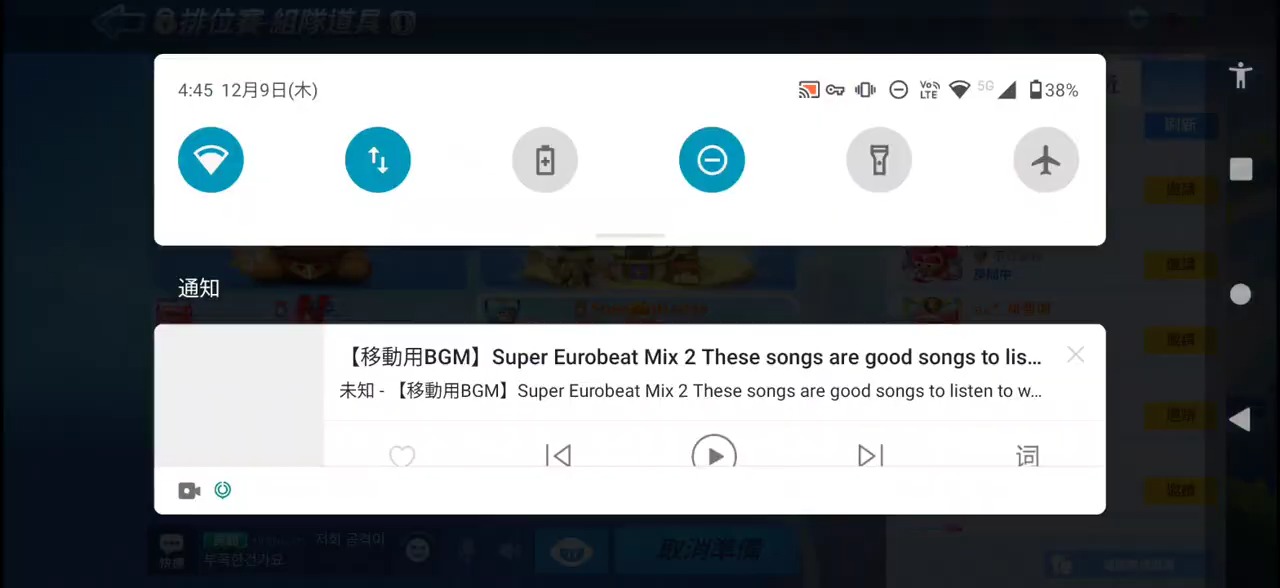 排位賽 組隊道具
4:45 12月9日(木)
Vo)) LTE
5G
38%
刷新
邀請
邀請
通知
【移動用BGM】Super Eurobeat Mix 2 These songs are good songs to lis…
未知 - 【移動用BGM】Super Eurobeat Mix 2 These songs are good songs to listen to w…
词
邀請
邀請
邀請
저희 공격이
부족한건가요
取消準備